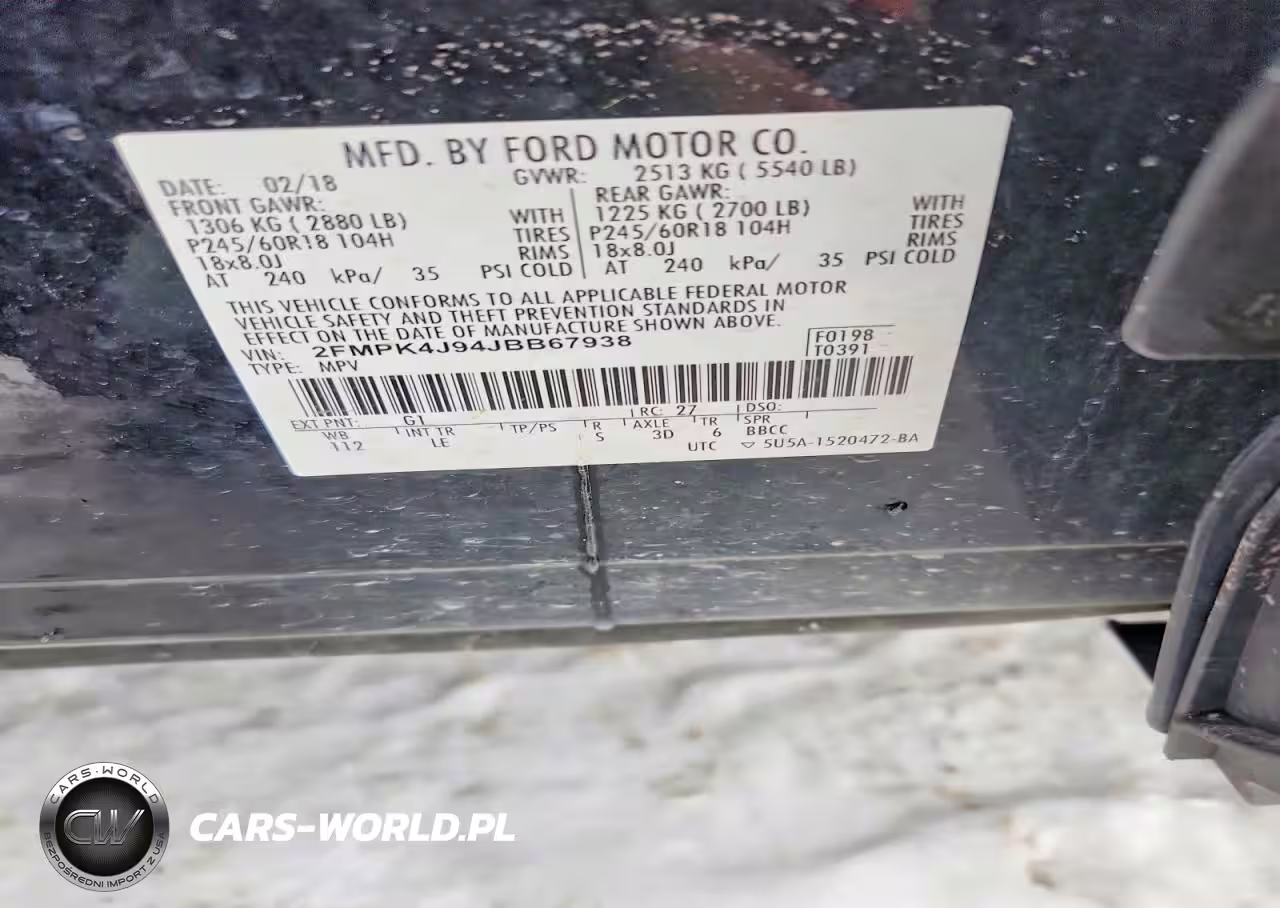 MFD. BY FORD MOTOR CO.
DATE: 02/18 GVWR: 2513 KG ( 5540 LB)
FRONT GAWR: REAR GAWR:
1306 KG ( 2880 LB) WITH 1225 KG ( 2700 LB) WITH
P245/60R18 104H TIRES P245/60R18 104H TIRES
18x8.0J RIMS 18x8.0J RIMS
AT 240 kPa/ 35 PSI COLD AT 240 kPa/ 35 PSI COLD
THIS VEHICLE CONFORMS TO ALL APPLICABLE FEDERAL MOTOR
VEHICLE SAFETY AND THEFT PREVENTION STANDARDS IN
EFFECT ON THE DATE OF MANUFACTURE SHOWN ABOVE.
VIN: 2FMPK4J94JBB67938 F0198
TYPE: MPV T0391
EXT PNT: G1 RC: 27 DSO:
WB INT TR TP/PS R AXLE TR SPR
112 LE S 3D 6 BBCC
UTC ▽ 5U5A-1520472-BA
CARS-WORLD
CW
BEZPOŚREDNI IMPORT Z USA
CARS-WORLD.PL